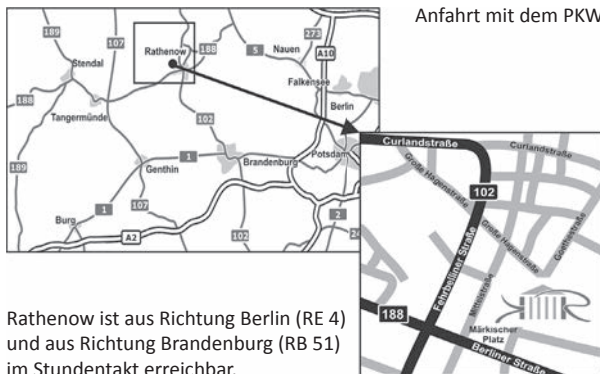 Anfahrt mit dem PKW
189
107
Rathenow
188
5
Nauen
273
A10
Stendal
Falkensee
188
Tangermünde
102
Berlin
189
Genthin
1
Brandenburg
Potsdam
Burg
1
107
A2
102
2
Curlandstraße
Curlandstraße
Große Hagenstraße
102
Große Hagenstraße
Goethestraße
Fehrbelliner Straße
Mittelstraße
188
Märkischer
Platz
Berliner Straße
Rathenow ist aus Richtung Berlin (RE 4)
und aus Richtung Brandenburg (RB 51)
im Stundentakt erreichbar.